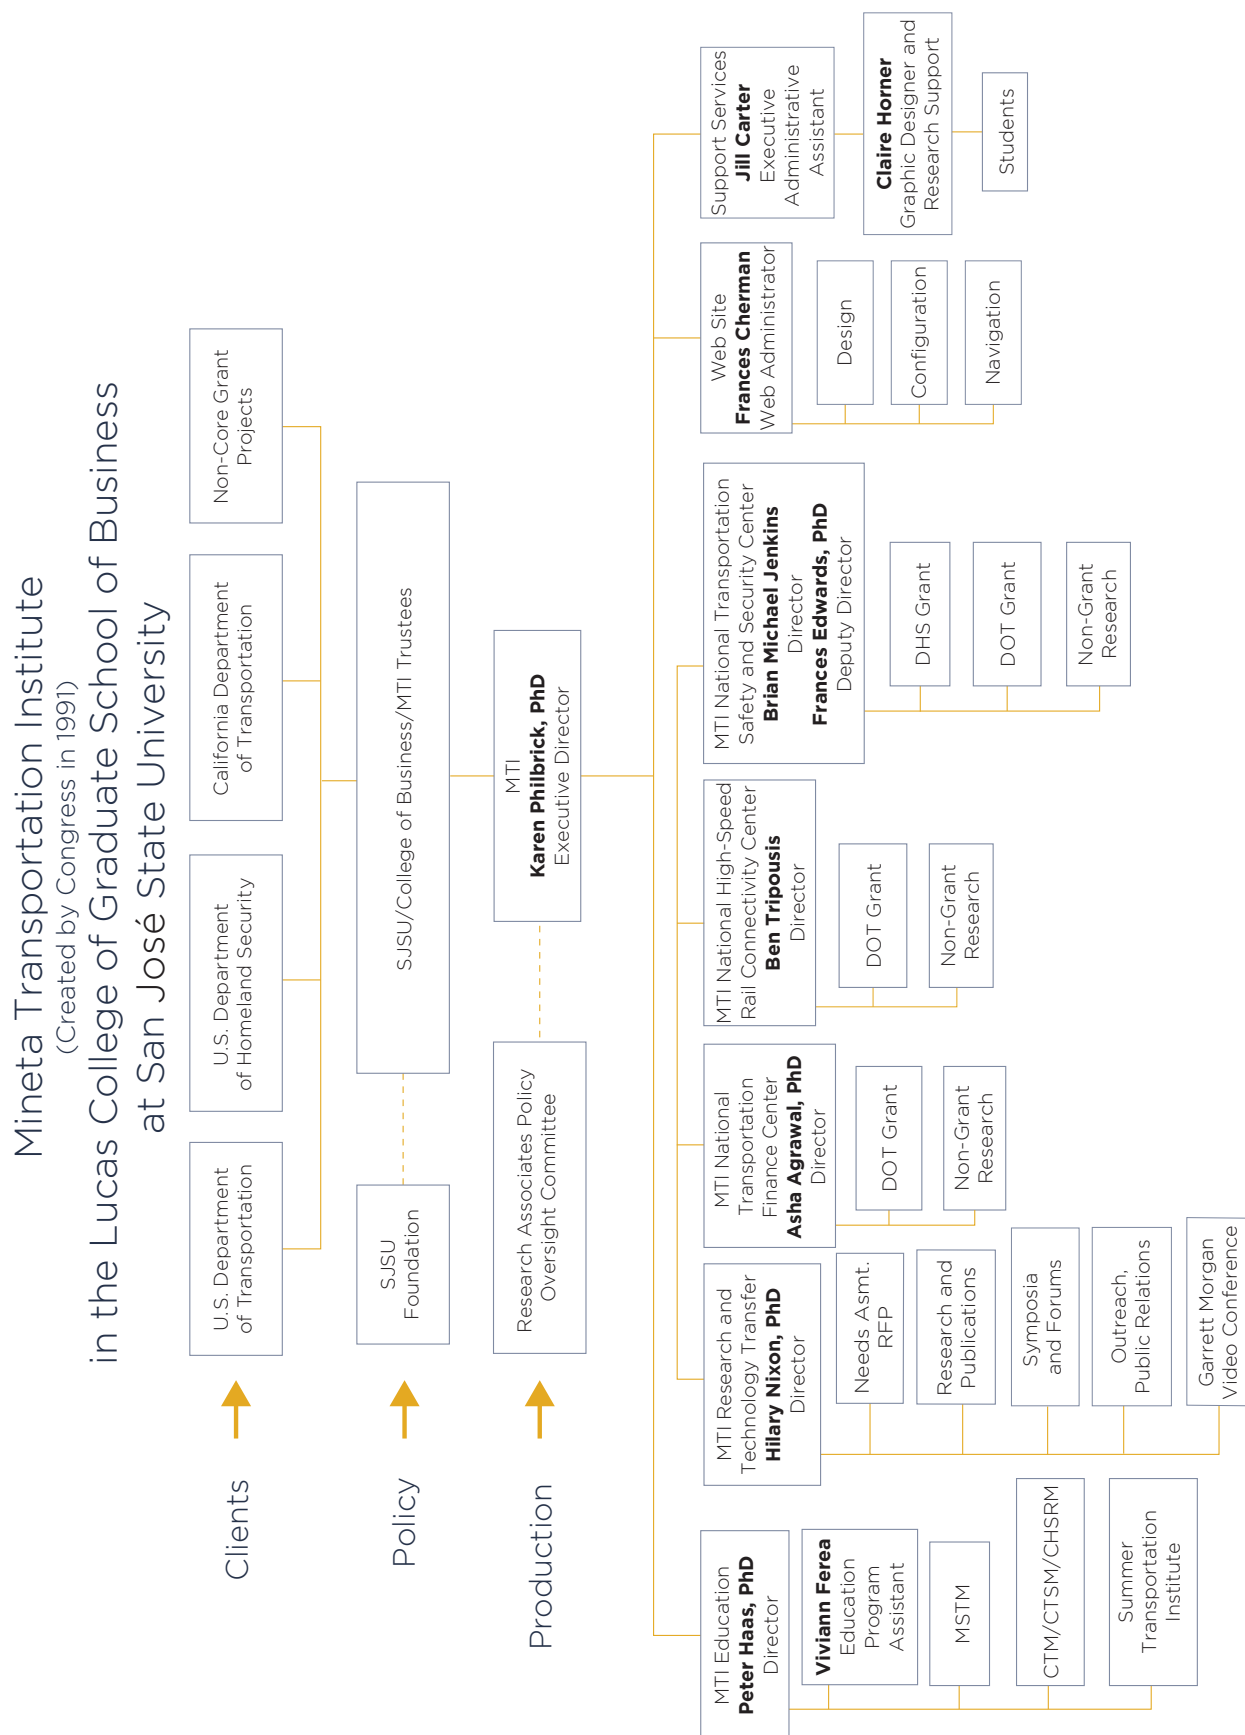 Mineta Transportation Institute
(Created by Congress in 1991)
in the Lucas College of Graduate School of Business
at San José State University
Clients
U.S. Department
of Transportation
U.S. Department
of Homeland Security
California Department
of Transportation
Non-Core Grant
Projects
Policy
SJSU
Foundation
SJSU/College of Business/MTI Trustees
Production
Research Associates Policy
Oversight Committee
MTI
Karen Philbrick, PhD
Executive Director
MTI Education
Peter Haas, PhD
Director
Viviann Ferea
Education
Program
Assistant
MSTM
CTM/CTSM/CHSRM
Summer
Transportation
Institute
MTI Research and
Technology Transfer
Hilary Nixon, PhD
Director
Needs Asmt.
RFP
Research and
Publications
Symposia
and Forums
Outreach,
Public Relations
Garrett Morgan
Video Conference
MTI National
Transportation
Finance Center
Asha Agrawal, PhD
Director
DOT Grant
Non-Grant
Research
MTI National High-Speed
Rail Connectivity Center
Ben Tripousis
Director
DOT Grant
Non-Grant
Research
MTI National Transportation
Safety and Security Center
Brian Michael Jenkins
Director
Frances Edwards, PhD
Deputy Director
DHS Grant
DOT Grant
Non-Grant
Research
Web Site
Frances Cherman
Web Administrator
Design
Configuration
Navigation
Support Services
Jill Carter
Executive
Administrative
Assistant
Claire Horner
Graphic Designer and
Research Support
Students